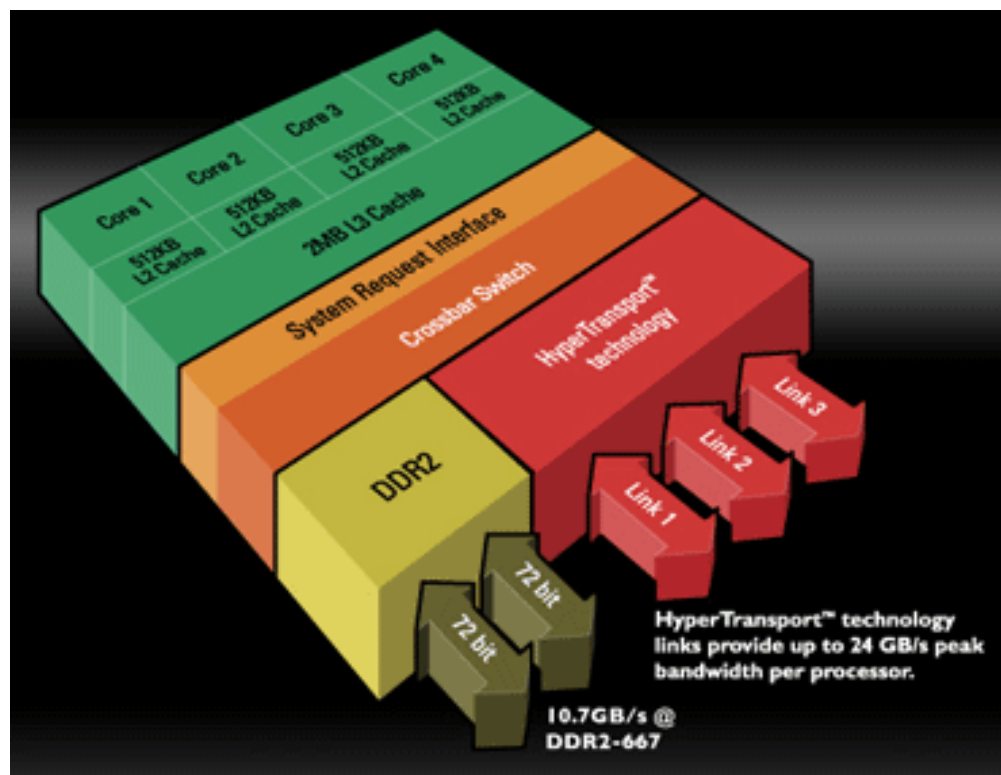 Core 1
Core 2
Core 3
Core 4
512KB
L2 Cache
512KB
L2 Cache
512KB
L2 Cache
512KB
L2 Cache
2MB L3 Cache
System Request Interface
Crossbar Switch
HyperTransport™
technology
DDR2
Link 1
Link 2
Link 3
72 bit
72 bit
HyperTransport™ technology
links provide up to 24 GB/s peak
bandwidth per processor.
10.7GB/s @
DDR2-667